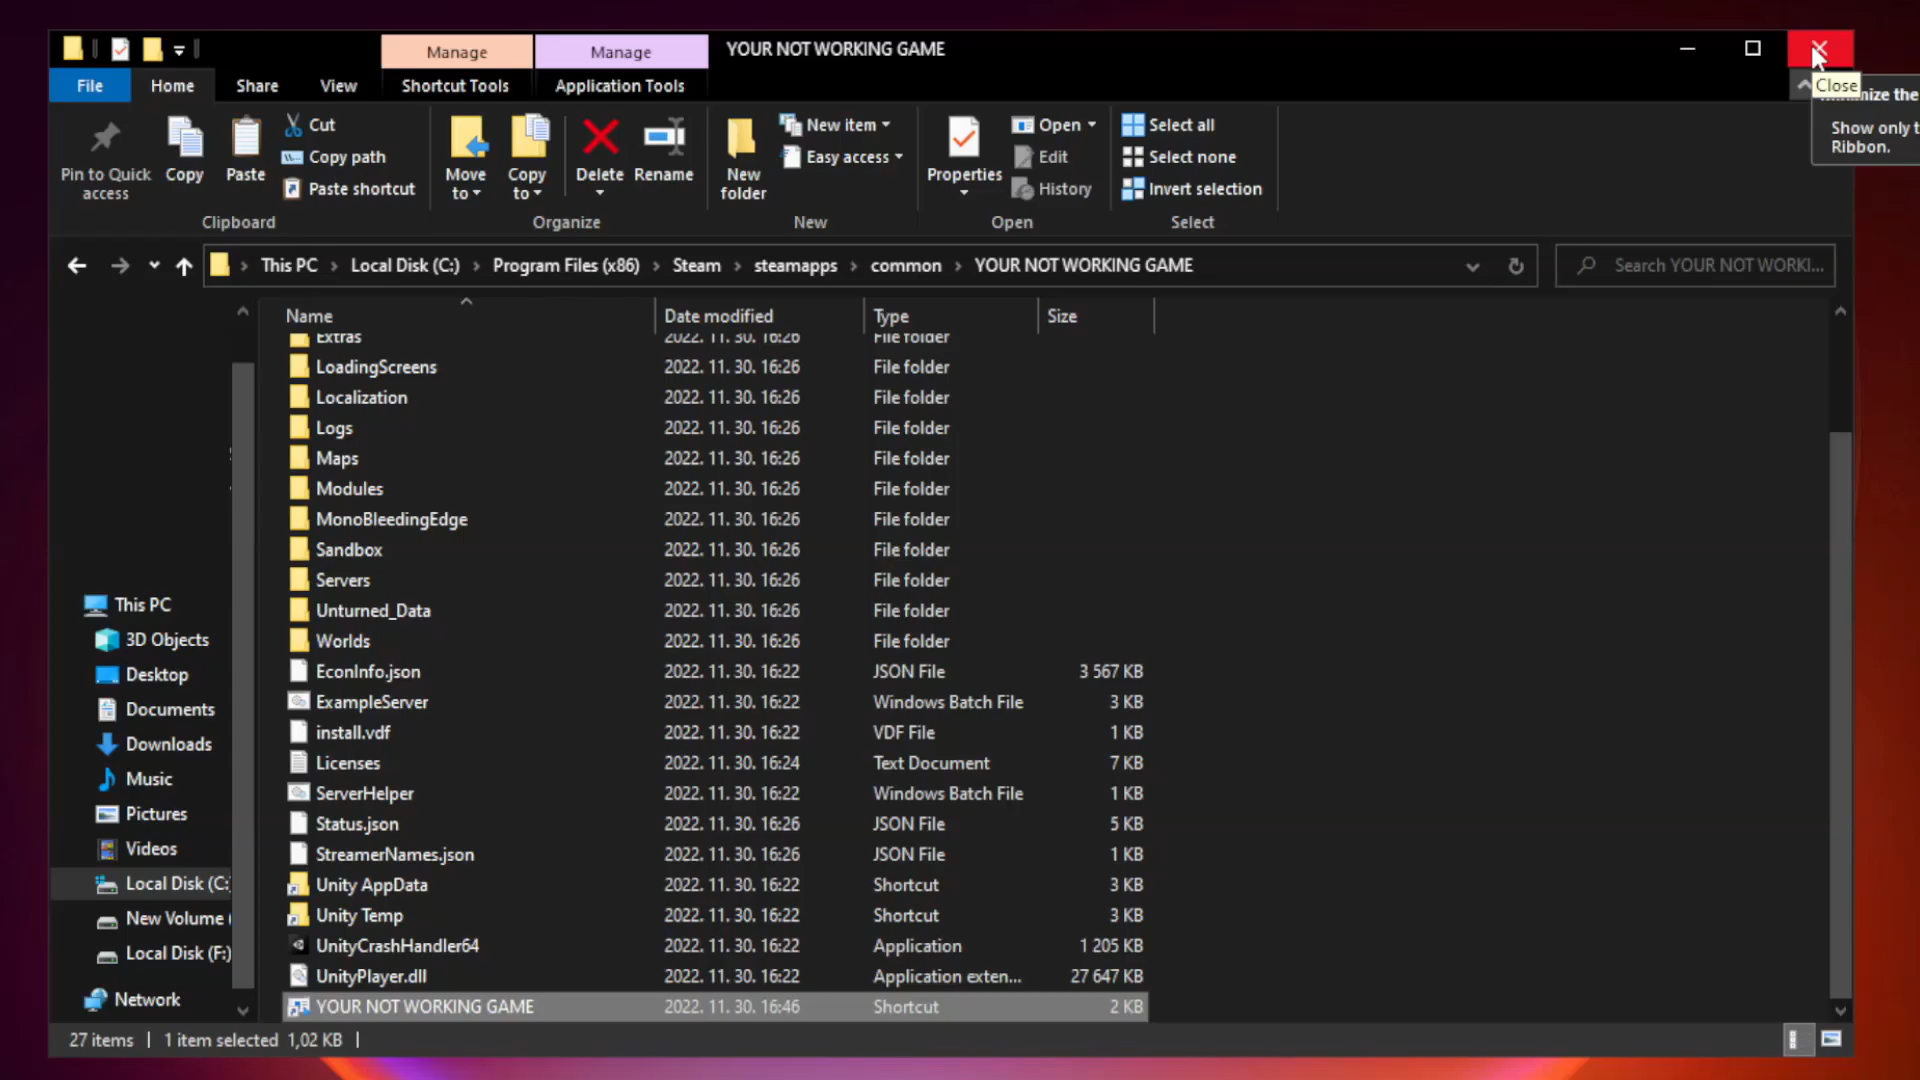 Manage
Manage
YOUR NOT WORKING GAME
File
Home
Share
View
Shortcut Tools
Application Tools
Close
the
Show only t
Ribbon.
Pin to Quick
access
Copy
Paste
Cut
Copy path
Paste shortcut
Clipboard
Move
to
Copy
to
Delete
Rename
Organize
New
folder
New item
Easy access
New
Properties
Open
Edit
History
Open
Select all
Select none
Invert selection
Select
This PC
Local Disk (C:)
Program Files (x86)
Steam
steamapps
common
YOUR NOT WORKING GAME
Search YOUR NOT WORKI...
Name
Date modified
Type
Size
Extras 2022. 11. 30. 16:26 File folder
LoadingScreens 2022. 11. 30. 16:26 File folder
Localization 2022. 11. 30. 16:26 File folder
Logs 2022. 11. 30. 16:26 File folder
Maps 2022. 11. 30. 16:26 File folder
Modules 2022. 11. 30. 16:26 File folder
MonoBleedingEdge 2022. 11. 30. 16:26 File folder
Sandbox 2022. 11. 30. 16:26 File folder
Servers 2022. 11. 30. 16:26 File folder
Unturned_Data 2022. 11. 30. 16:26 File folder
Worlds 2022. 11. 30. 16:26 File folder
EconInfo.json 2022. 11. 30. 16:22 JSON File 3 567 KB
ExampleServer 2022. 11. 30. 16:22 Windows Batch File 3 KB
install.vdf 2022. 11. 30. 16:22 VDF File 1 KB
Licenses 2022. 11. 30. 16:24 Text Document 7 KB
ServerHelper 2022. 11. 30. 16:22 Windows Batch File 1 KB
Status.json 2022. 11. 30. 16:26 JSON File 5 KB
StreamerNames.json 2022. 11. 30. 16:26 JSON File 1 KB
Unity AppData 2022. 11. 30. 16:22 Shortcut 3 KB
Unity Temp 2022. 11. 30. 16:22 Shortcut 3 KB
UnityCrashHandler64 2022. 11. 30. 16:22 Application 1 205 KB
UnityPlayer.dll 2022. 11. 30. 16:22 Application exten... 27 647 KB
YOUR NOT WORKING GAME 2022. 11. 30. 16:46 Shortcut 2 KB
This PC
3D Objects
Desktop
Documents
Downloads
Music
Pictures
Videos
Local Disk (C:
New Volume (
Local Disk (F:)
Network
27 items
1 item selected 1,02 KB